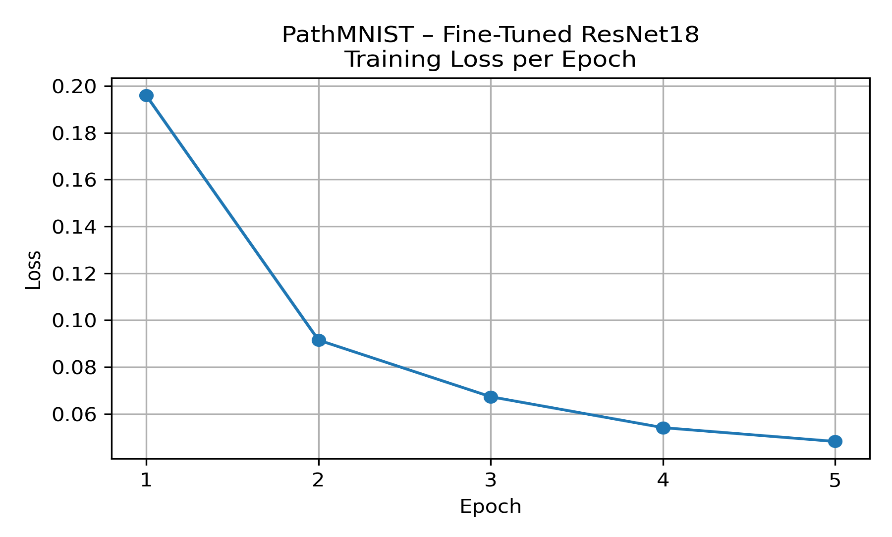 PathMNIST – Fine-Tuned ResNet18
Training Loss per Epoch
0.20
0.18
0.16
0.14
0.12
0.10
0.08
0.06
Loss
1 2 3 4 5
Epoch